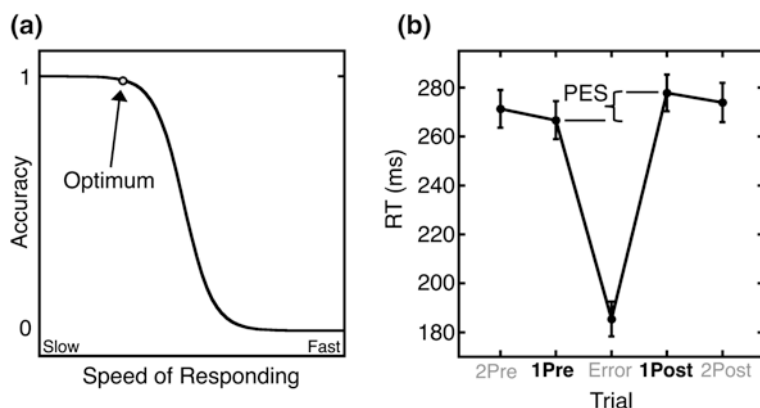 (a)
1
Optimum
Accuracy
0
Slow
Fast
Speed of Responding
(b)
280
PES
260
240
RT (ms)
220
200
180
2Pre 1Pre Error 1Post 2Post
Trial